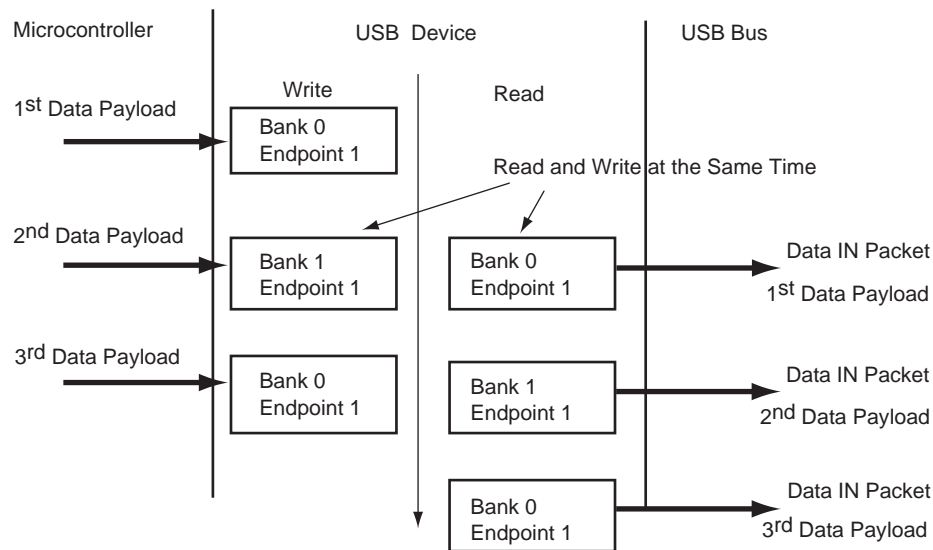 Microcontroller
USB Device
USB Bus
Write
Read
1st Data Payload
Bank 0
Endpoint 1
Read and Write at the Same Time
2nd Data Payload
Bank 1
Endpoint 1
Bank 0
Endpoint 1
Data IN Packet
1st Data Payload
3rd Data Payload
Bank 0
Endpoint 1
Bank 1
Endpoint 1
Data IN Packet
2nd Data Payload
Bank 0
Endpoint 1
Data IN Packet
3rd Data Payload